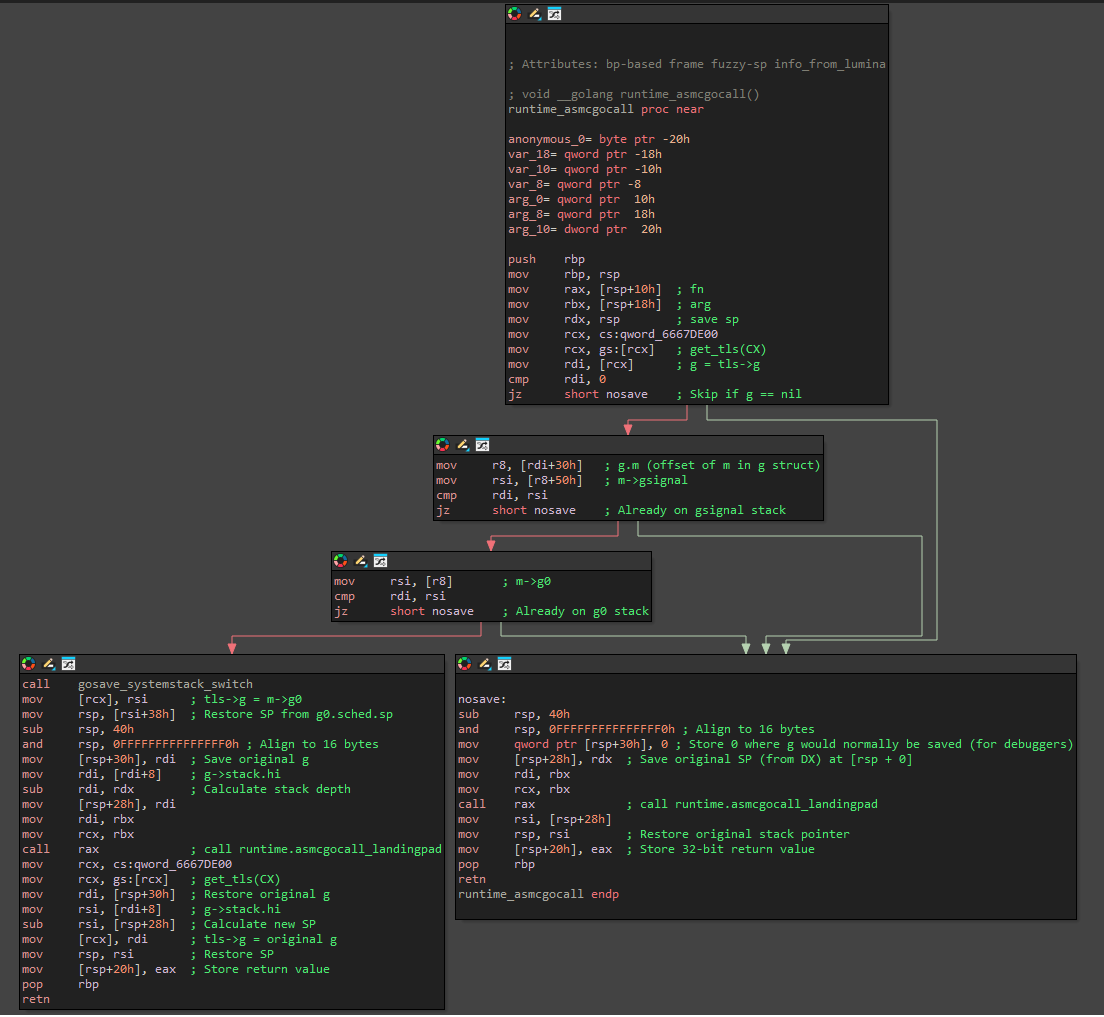 ; Attributes: bp-based frame fuzzy-sp info_from_lumina
; void __golang runtime_asmcgocall()
runtime_asmcgocall proc near
anonymous_0= byte ptr -20h
var_18= qword ptr -18h
var_10= qword ptr -10h
var_8= qword ptr -8
arg_0= qword ptr  10h
arg_8= qword ptr  18h
arg_10= dword ptr  20h
push    rbp
mov     rbp, rsp
mov     rax, [rsp+10h]  ; fn
mov     rbx, [rsp+18h]  ; arg
mov     rdx, rsp        ; save sp
mov     rcx, cs:qword_6667DE00
mov     rcx, gs:[rcx]   ; get_tls(CX)
mov     rdi, [rcx]      ; g = tls->g
cmp     rdi, 0
jz      short nosave    ; Skip if g == nil
mov     r8, [rdi+30h]   ; g.m (offset of m in g struct)
mov     rsi, [r8+50h]   ; m->gsignal
cmp     rdi, rsi
jz      short nosave    ; Already on gsignal stack
mov     rsi, [r8]       ; m->g0
cmp     rdi, rsi
jz      short nosave    ; Already on g0 stack
call    gosave_systemstack_switch
mov     [rcx], rsi      ; tls->g = m->g0
mov     rsp, [rsi+38h]  ; Restore SP from g0.sched.sp
sub     rsp, 40h
and     rsp, 0FFFFFFFFFFFFFFF0h ; Align to 16 bytes
mov     [rsp+30h], rdi  ; Save original g
mov     rdi, [rdi+8]    ; g->stack.hi
sub     rdi, rdx        ; Calculate stack depth
mov     [rsp+28h], rdi
mov     rdi, rbx
mov     rcx, rbx
call    rax             ; call runtime.asmcgocall_landingpad
mov     rcx, cs:qword_6667DE00
mov     rcx, gs:[rcx]   ; get_tls(CX)
mov     rdi, [rsp+30h]  ; Restore original g
mov     rsi, [rdi+8]    ; g->stack.hi
sub     rsi, [rsp+28h]  ; Calculate new SP
mov     [rcx], rdi      ; tls->g = original g
mov     rsp, rsi        ; Restore SP
mov     [rsp+20h], eax  ; Store return value
pop     rbp
retn
nosave:
sub     rsp, 40h
and     rsp, 0FFFFFFFFFFFFFFF0h ; Align to 16 bytes
mov     qword ptr [rsp+30h], 0 ; Store 0 where g would normally be saved (for debuggers)
mov     [rsp+28h], rdx  ; Save original SP (from DX) at [rsp + 0]
mov     rdi, rbx
mov     rcx, rbx
call    rax             ; call runtime.asmcgocall_landingpad
mov     rsi, [rsp+28h]
mov     rsp, rsi        ; Restore original stack pointer
mov     [rsp+20h], eax  ; Store 32-bit return value
pop     rbp
retn
runtime_asmcgocall endp